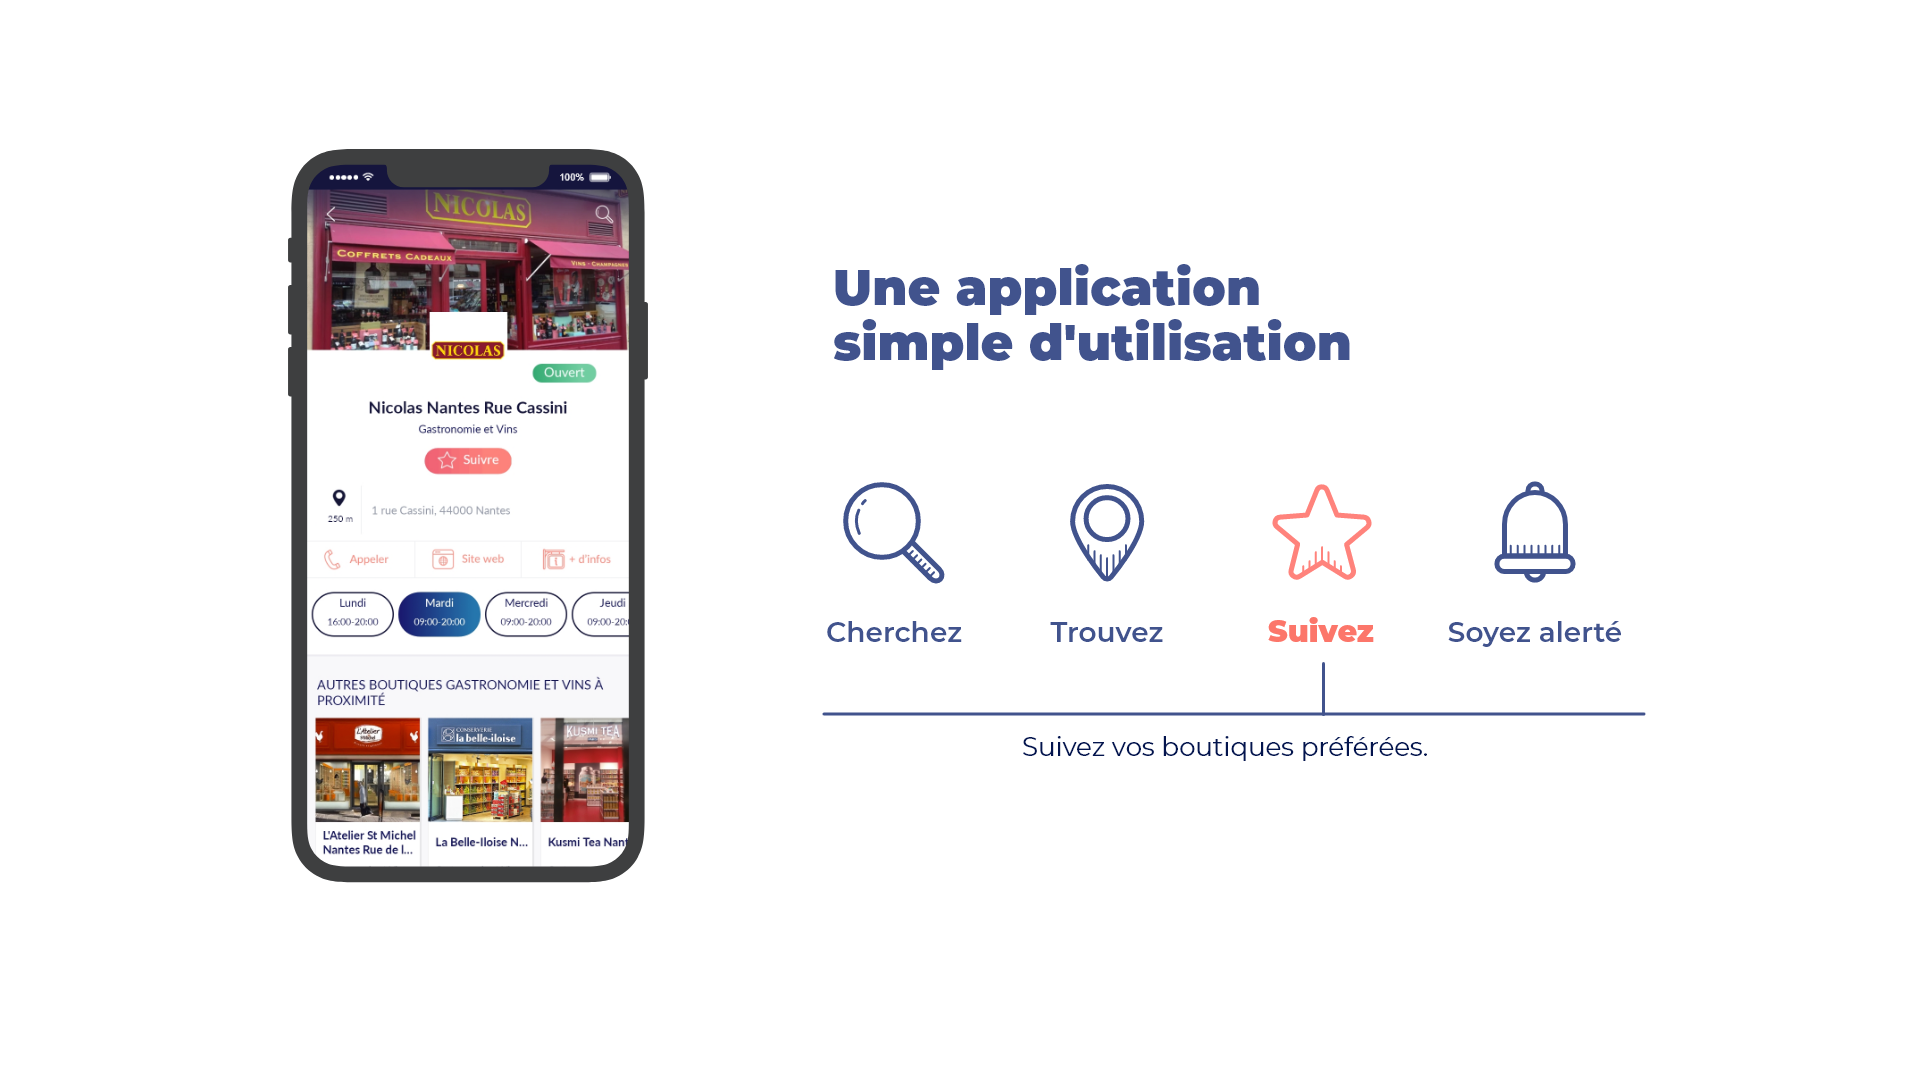 100%
NICOLAS
COFFRETS CADEAUX
VINS - CHAMPAGNES
NICOLAS
Ouvert
Nicolas Nantes Rue Cassini
Gastronomie et Vins
Suivre
250 m
1 rue Cassini, 44000 Nantes
Appeler
Site web
+ d'infos
Lundi
16:00-20:00
Mardi
09:00-20:00
Mercredi
09:00-20:00
Jeudi
09:00-20:0
AUTRES BOUTIQUES GASTRONOMIE ET VINS À
PROXIMITÉ
L'Atelier
CONSERVERIE
la belle-iloise
KUSMI TEA
L'Atelier St Michel
Nantes Rue de l...
La Belle-Iloise N...
Kusmi Tea Nant
Une application
simple d'utilisation
Cherchez
Trouvez
Suivez
Soyez alerté
Suivez vos boutiques préférées.